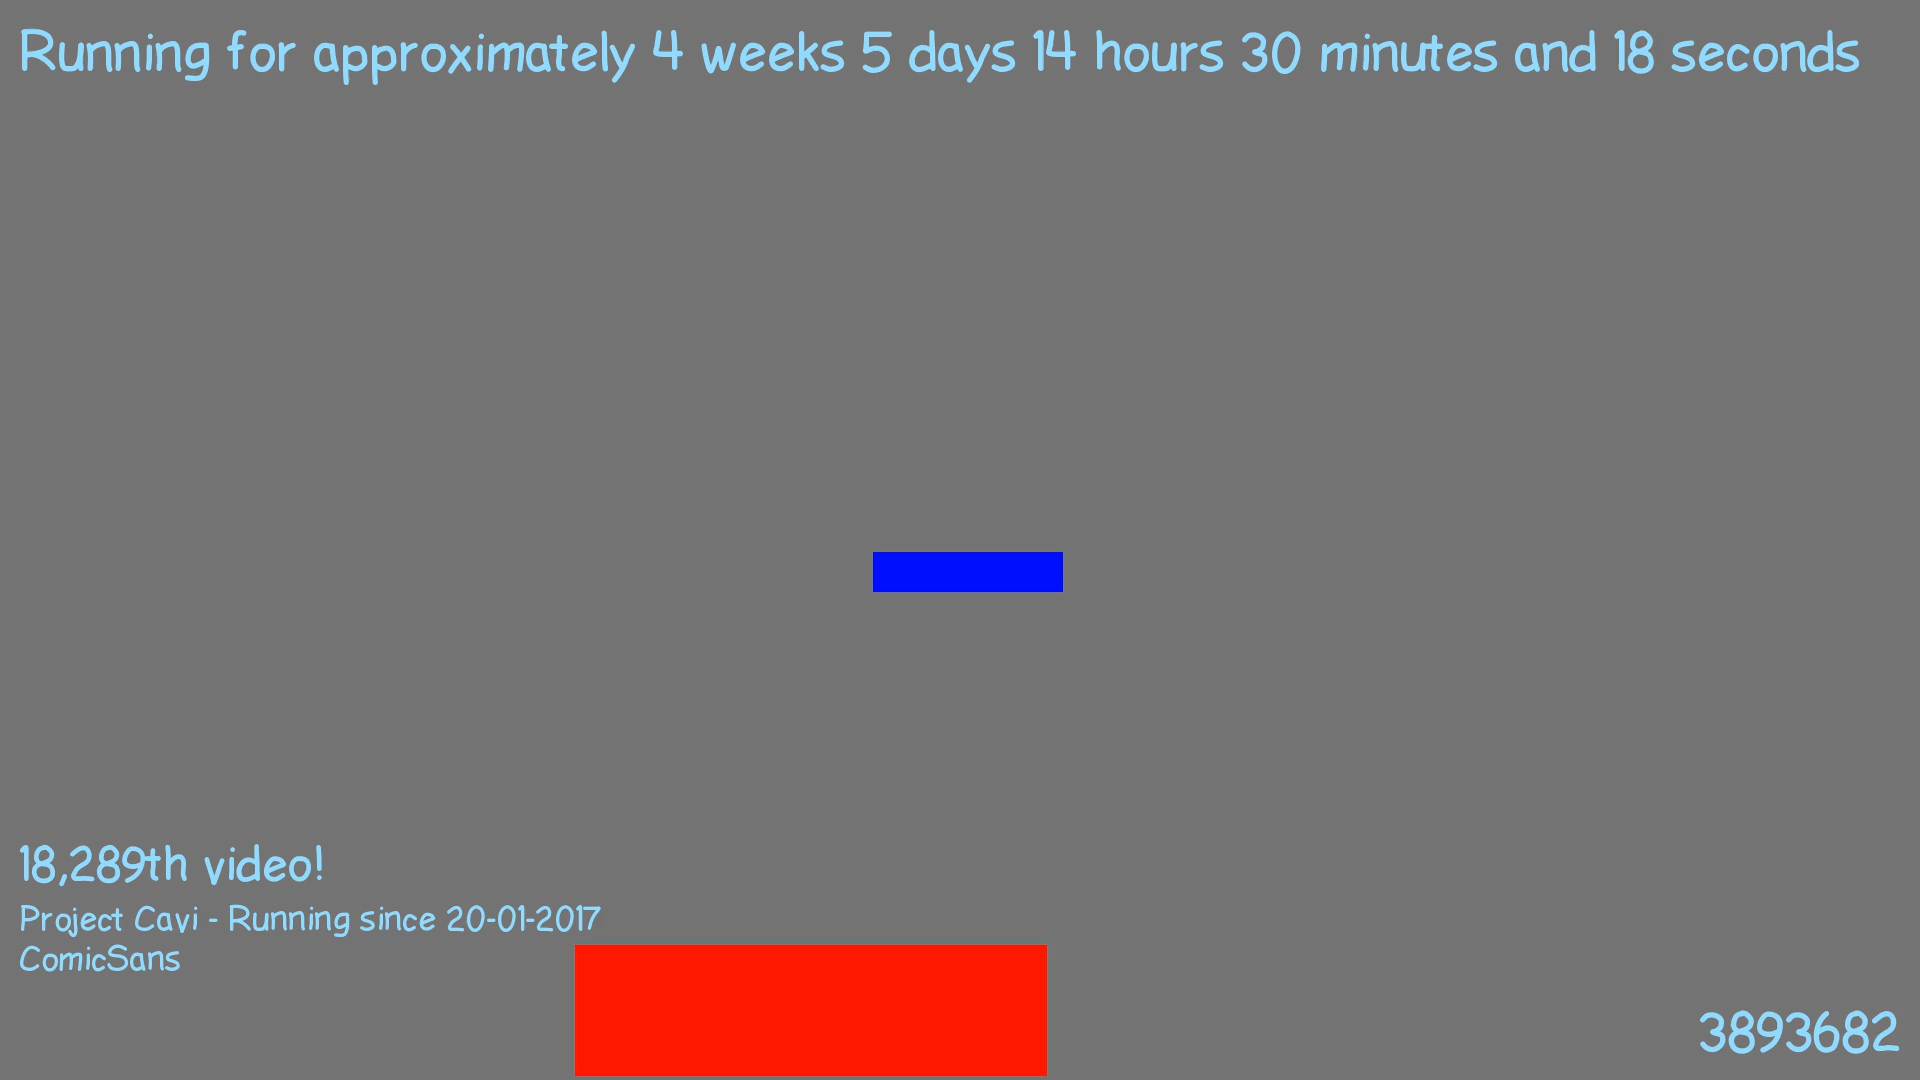 Running for approximately 4 weeks 5 days 14 hours 30 minutes and 18 seconds
18,289th video!
Project Cavi - Running since 20-01-2017
ComicSans
3893682